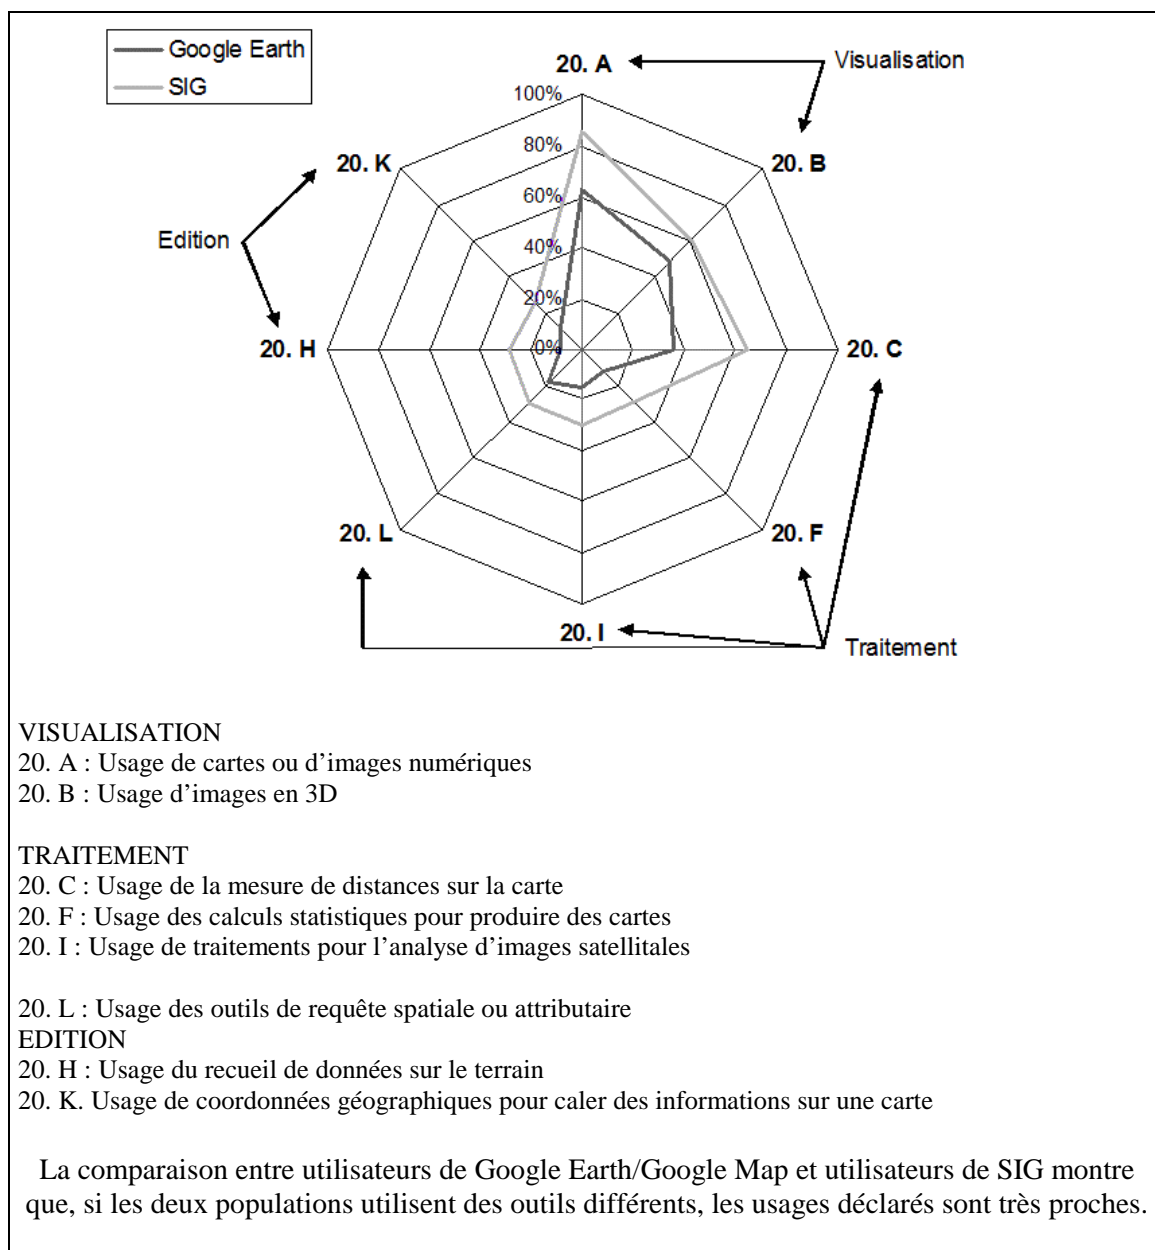 Google Earth
SIG
20. A
Visualisation
100%
80%
20. K
20. B
60%
Edition
40%
20%
20. H
0%
20. C
20. L
20. F
20. I
Traitement
VISUALISATION
20. A : Usage de cartes ou d’images numériques
20. B : Usage d’images en 3D
TRAITEMENT
20. C : Usage de la mesure de distances sur la carte
20. F : Usage des calculs statistiques pour produire des cartes
20. I : Usage de traitements pour l’analyse d’images satellitales
20. L : Usage des outils de requête spatiale ou attributaire
EDITION
20. H : Usage du recueil de données sur le terrain
20. K. Usage de coordonnées géographiques pour caler des informations sur une carte
La comparaison entre utilisateurs de Google Earth/Google Map et utilisateurs de SIG montre
que, si les deux populations utilisent des outils différents, les usages déclarés sont très proches.